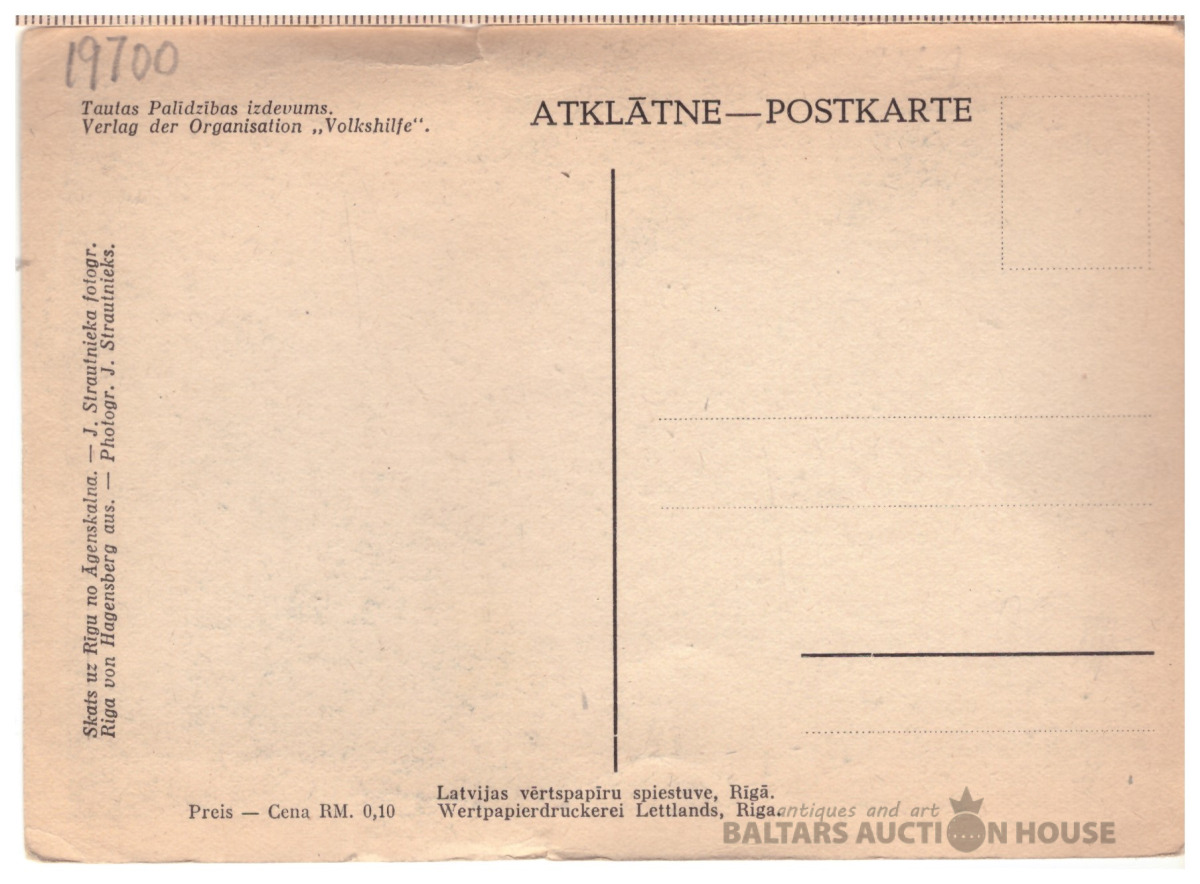 19700
Tautas Palīdzības izdevums.
Verlag der Organisation „Volkshilfe“.
ATKLĀTNE—POSTKARTE
Skats uz Rīgu no Āgenskalna. — J. Strautnieka fotogr.
Riga von Hagensberg aus. — Photogr. J. Strautnieks.
Latvijas vērtspapīru spiestuve, Rīgā.
Preis — Cena RM. 0,10 Wertpapierdruckerei Lettlands, Riga.
antiques and art
BALTARS AUCTION HOUSE